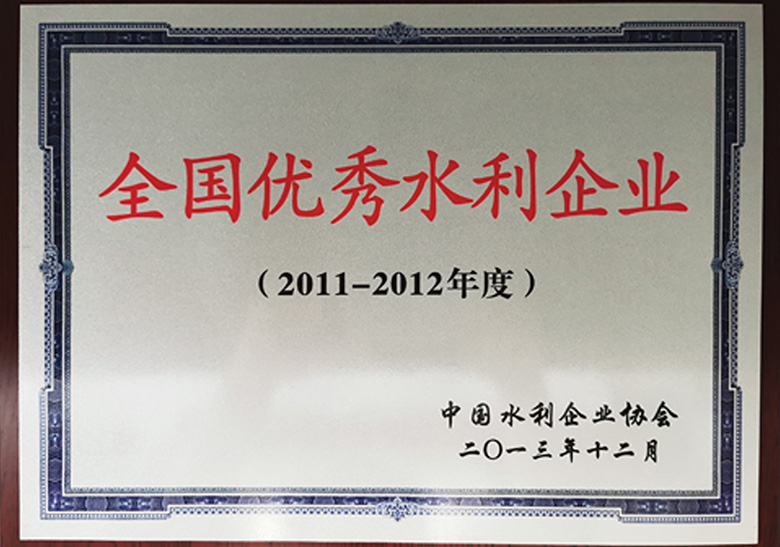 全国优秀水利企业
（2011-2012年度）
中国水利企业协会
二〇一三年十二月